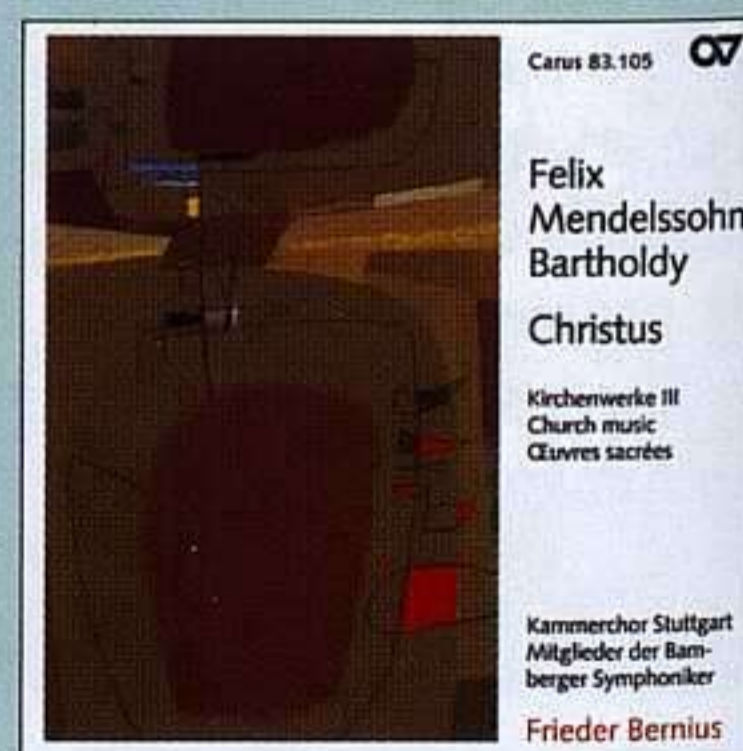 Carus 83.105
Felix
Mendelssohn
Bartholdy
Christus
Kirchenwerke III
Church music
Œuvres sacrées
Kammerchor Stuttgart
Mitglieder der Bam-
berger Symphoniker
Frieder Bernius